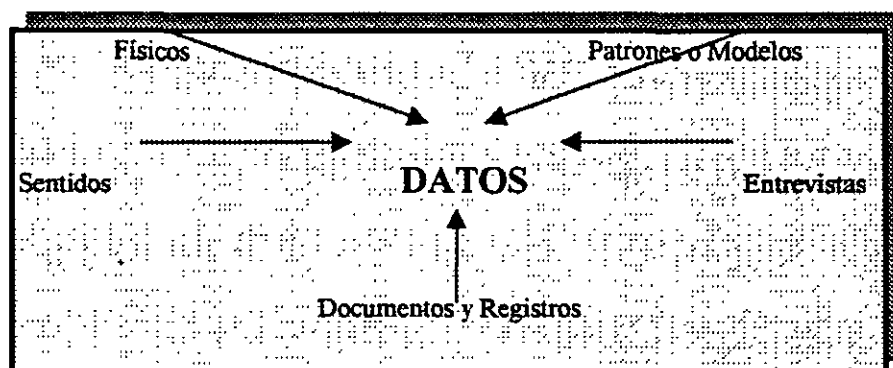 Físicos Patrones o Modelos
Sentidos DATOS Entrevistas
Documentos y Registros